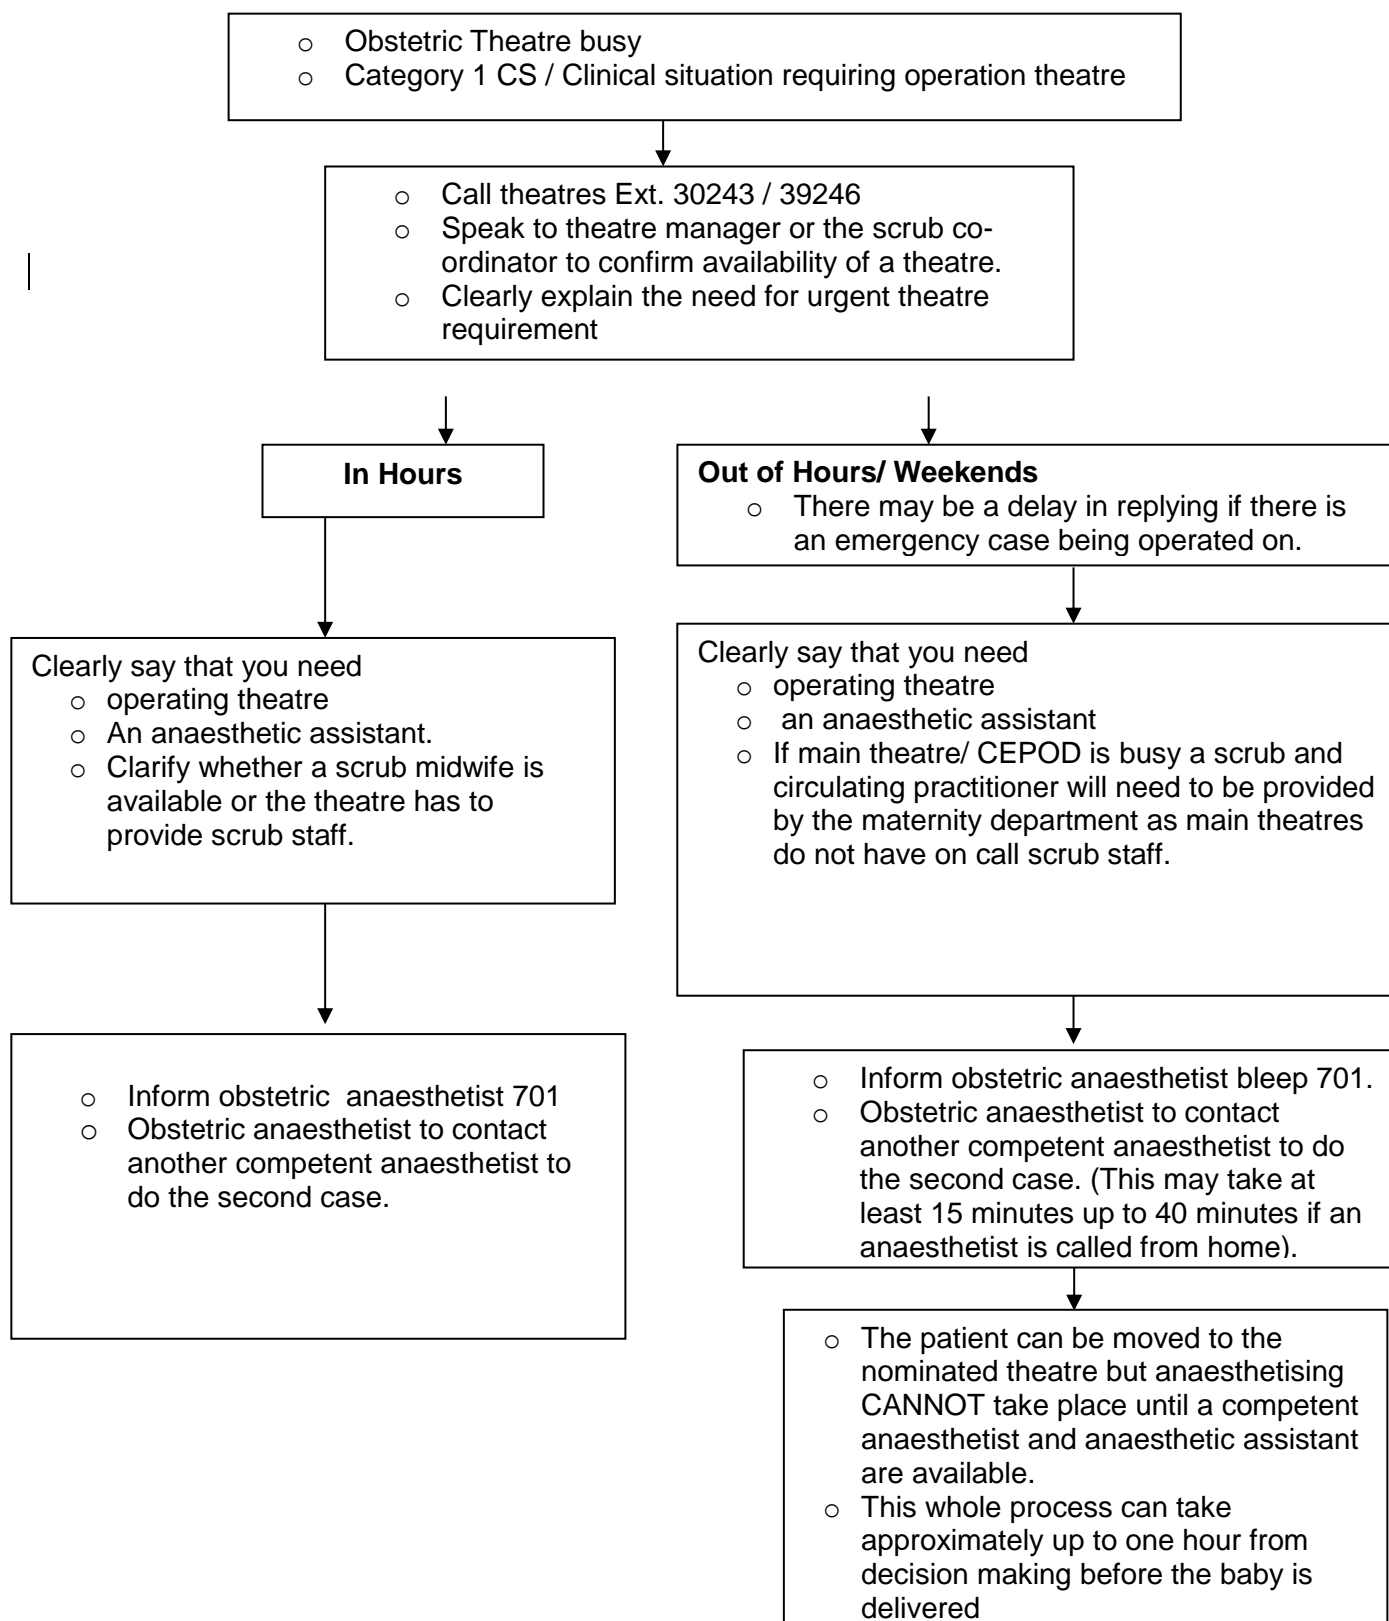 ○ Obstetric Theatre busy
○ Category 1 CS / Clinical situation requiring operation theatre
○ Call theatres Ext. 30243 / 39246
○ Speak to theatre manager or the scrub co-
ordinator to confirm availability of a theatre.
○ Clearly explain the need for urgent theatre
requirement
In Hours
Clearly say that you need
○ operating theatre
○ An anaesthetic assistant.
○ Clarify whether a scrub midwife is
available or the theatre has to
provide scrub staff.
○ Inform obstetric anaesthetist 701
○ Obstetric anaesthetist to contact
another competent anaesthetist to
do the second case.
Out of Hours/ Weekends
○ There may be a delay in replying if there is
an emergency case being operated on.
Clearly say that you need
○ operating theatre
○ an anaesthetic assistant
○ If main theatre/ CEPOD is busy a scrub and
circulating practitioner will need to be provided
by the maternity department as main theatres
do not have on call scrub staff.
○ Inform obstetric anaesthetist bleep 701.
○ Obstetric anaesthetist to contact
another competent anaesthetist to do
the second case. (This may take at
least 15 minutes up to 40 minutes if an
anaesthetist is called from home).
○ The patient can be moved to the
nominated theatre but anaesthetising
CANNOT take place until a competent
anaesthetist and anaesthetic assistant
are available.
○ This whole process can take
approximately up to one hour from
decision making before the baby is
delivered